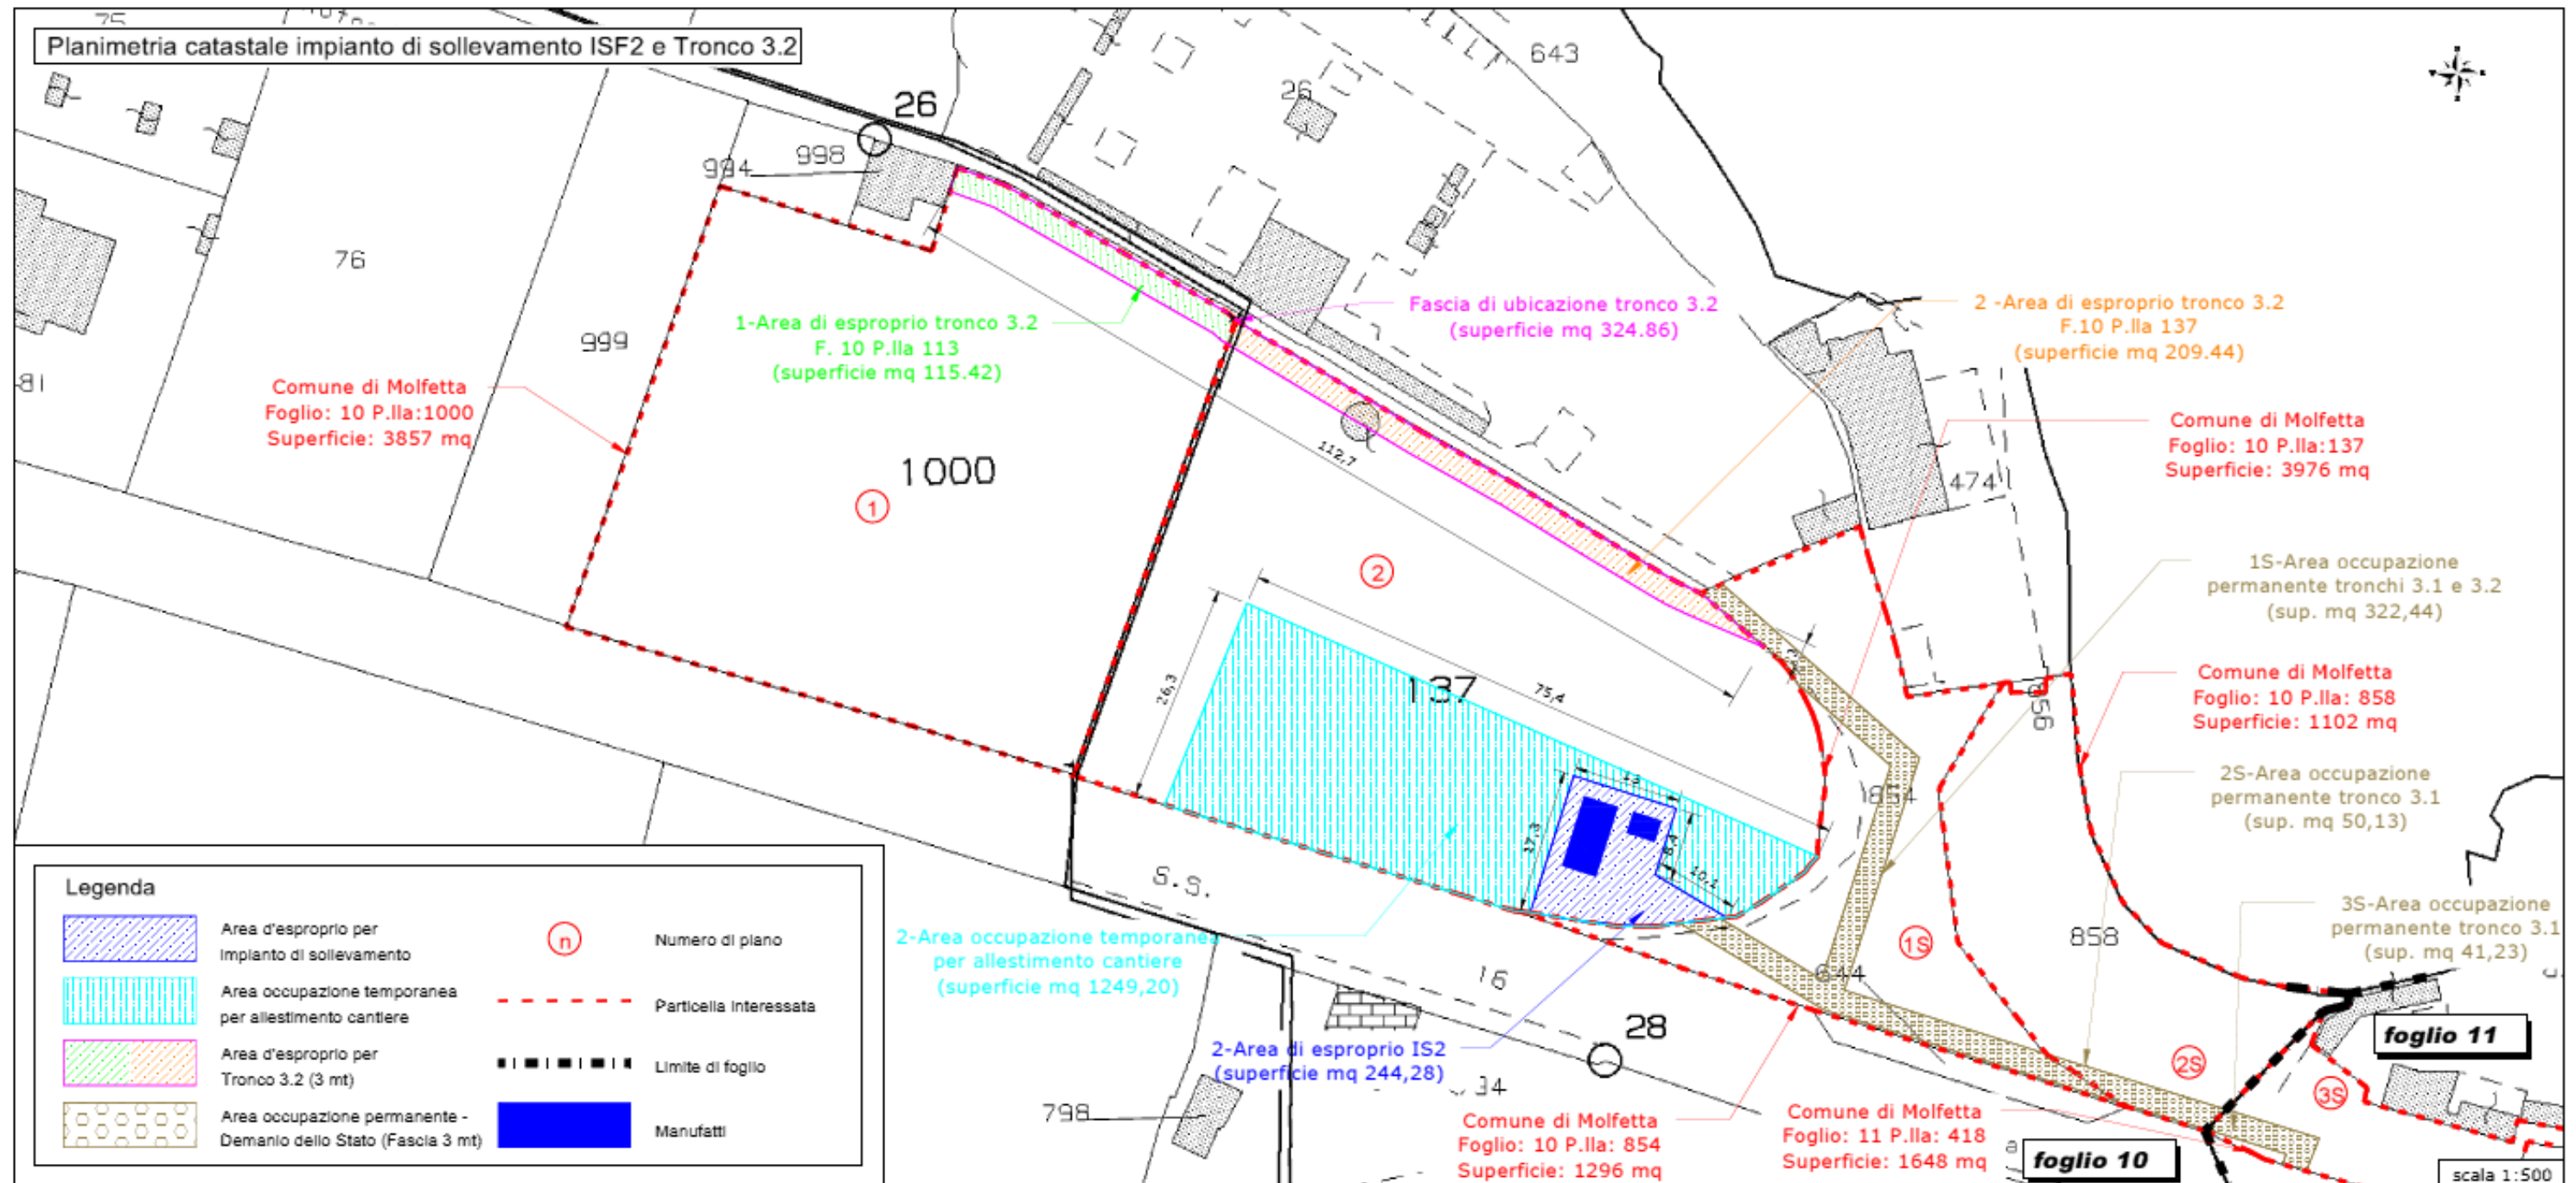 Planimetria catastale impianto di sollevamento ISF2 e Tronco 3.2
75
643
26
26
994
998
76
999
81
1-Area di esproprio tronco 3.2
F. 10 P.lla 113
(superficie mq 115.42)
Fascia di ubicazione tronco 3.2
(superficie mq 324.86)
2 -Area di esproprio tronco 3.2
F.10 P.lla 137
(superficie mq 209.44)
Comune di Molfetta
Foglio: 10 P.lla:1000
Superficie: 3857 mq
Comune di Molfetta
Foglio: 10 P.lla:137
Superficie: 3976 mq
1000
1
112,7
474
2
1S-Area occupazione
permanente tronchi 3.1 e 3.2
(sup. mq 322,44)
26,3
137
75,4
856
Comune di Molfetta
Foglio: 10 P.lla: 858
Superficie: 1102 mq
2S-Area occupazione
permanente tronco 3.1
(sup. mq 50,13)
13
17,3
8,4
10,1
854
S.S.
3S-Area occupazione
permanente tronco 3.1
(sup. mq 41,23)
2-Area occupazione temporanea
per allestimento cantiere
(superficie mq 1249,20)
1S
858
16
644
28
2-Area di esproprio IS2
(superficie mq 244,28)
34
798
2S
3S
foglio 11
Comune di Molfetta
Foglio: 10 P.lla: 854
Superficie: 1296 mq
Comune di Molfetta
Foglio: 11 P.lla: 418
Superficie: 1648 mq
foglio 10
scala 1:500
Legenda
Area d'esproprio per
Impianto di sollevamento
n
Numero di piano
Area occupazione temporanea
per allestimento cantiere
Particella Interessata
Area d'esproprio per
Tronco 3.2 (3 mt)
Limite di foglio
Area occupazione permanente -
Demanio dello Stato (Fascia 3 mt)
Manufatti